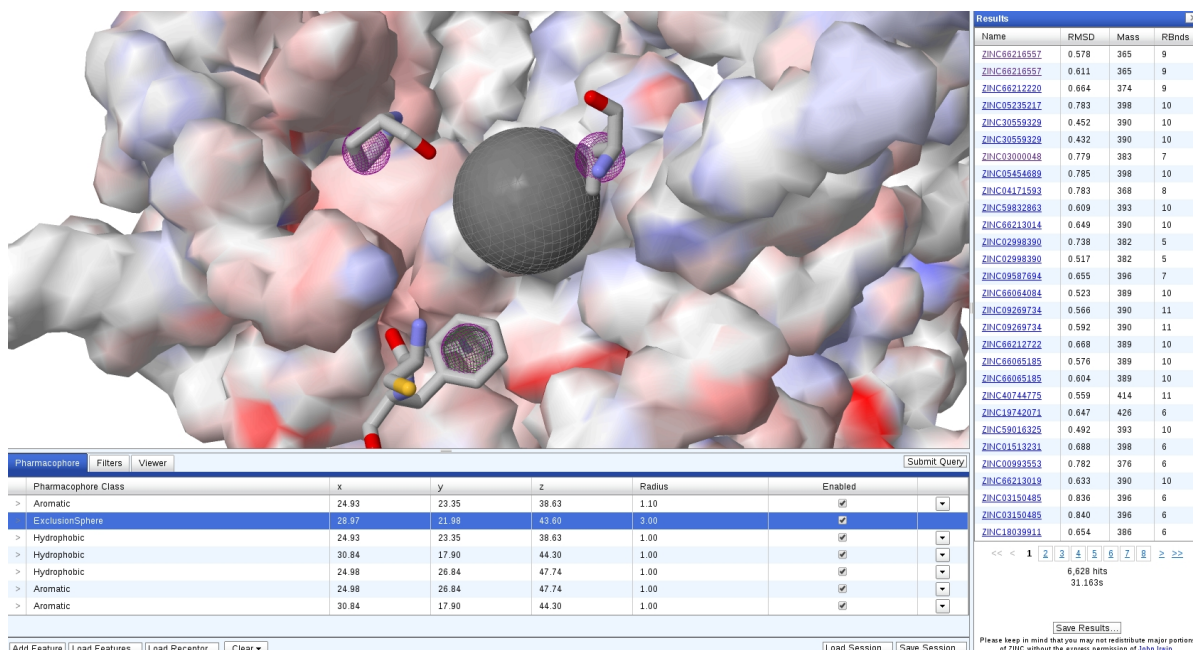 Results
Name RMSD Mass RBnds
ZINC66216557 0.578 365 9
ZINC66216557 0.611 365 9
ZINC66212220 0.664 374 9
ZINC05235217 0.783 398 10
ZINC30559329 0.452 390 10
ZINC30559329 0.432 390 10
ZINC03000048 0.779 383 7
ZINC05454689 0.785 398 10
ZINC04171593 0.783 368 8
ZINC59832863 0.609 393 10
ZINC66213014 0.649 390 10
ZINC02998390 0.738 382 5
ZINC02998390 0.517 382 5
ZINC09587694 0.655 396 7
ZINC66064084 0.523 389 10
ZINC09269734 0.566 390 11
ZINC09269734 0.592 390 11
ZINC66212722 0.668 389 10
ZINC66065185 0.576 389 10
ZINC66065185 0.604 389 10
ZINC40744775 0.559 414 11
ZINC19742071 0.647 426 6
ZINC59016325 0.492 393 10
ZINC01513231 0.688 398 6
ZINC00993553 0.782 376 6
ZINC66213019 0.633 390 10
ZINC03150485 0.836 396 6
ZINC03150485 0.840 396 6
ZINC18039911 0.654 386 6
<< < 1 2 3 4 5 6 7 8 > >>
6,628 hits
31.163s
Save Results...
Please keep in mind that you may not redistribute major portions
of ZINC without the express permission of John Irwin
Pharmacophore Filters Viewer Submit Query
Pharmacophore Class x y z Radius Enabled
> Aromatic 24.93 23.35 38.63 1.10
> ExclusionSphere 28.97 21.98 43.60 3.00
> Hydrophobic 24.93 23.35 38.63 1.00
> Hydrophobic 30.84 17.90 44.30 1.00
> Hydrophobic 24.98 26.84 47.74 1.00
> Aromatic 24.98 26.84 47.74 1.00
> Aromatic 30.84 17.90 44.30 1.00
Add Feature Load Features... Load Receptor... Clear Load Session... Save Session...